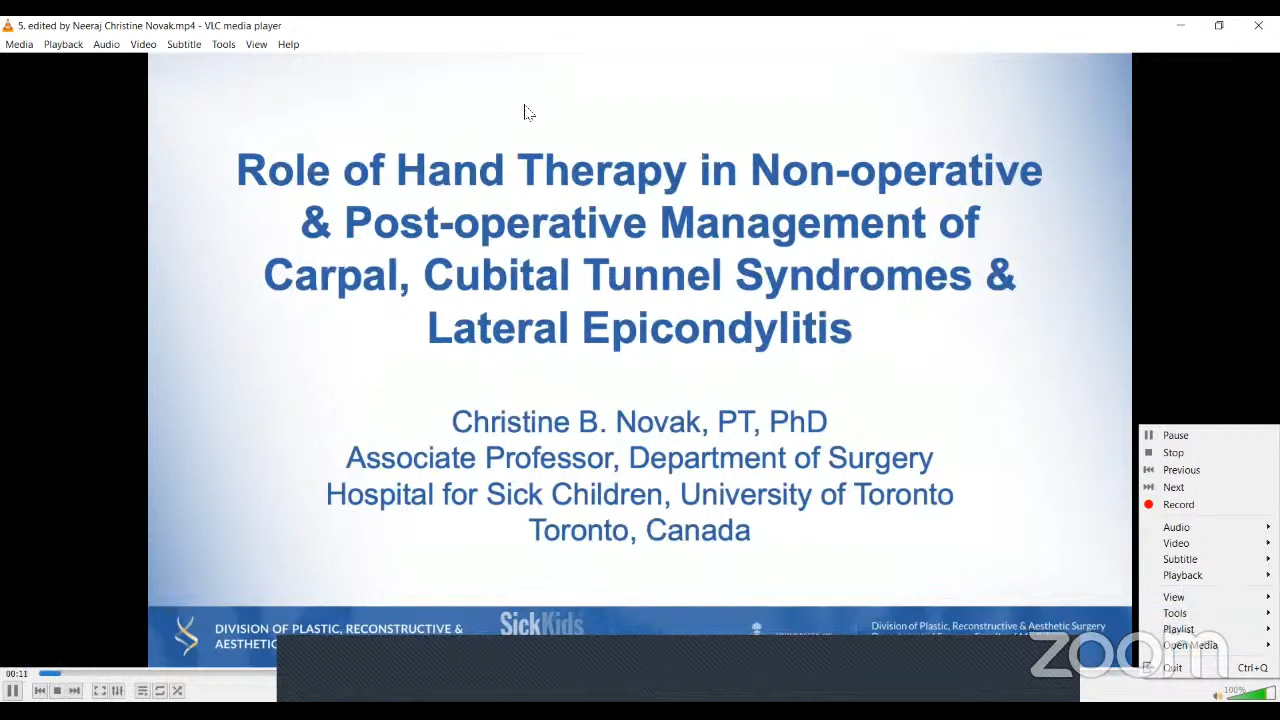 5. edited by Neeraj Christine Novak.mp4 - VLC media player
Media Playback Audio Video Subtitle Tools View Help
Role of Hand Therapy in Non-operative
& Post-operative Management of
Carpal, Cubital Tunnel Syndromes &
Lateral Epicondylitis
Christine B. Novak, PT, PhD
Associate Professor, Department of Surgery
Hospital for Sick Children, University of Toronto
Toronto, Canada
DIVISION OF PLASTIC, RECONSTRUCTIVE &
AESTHETIC
SickKids
Division of Plastic, Reconstructive & Aesthetic Surgery
Pause
Stop
Previous
Next
Record
Audio
Video
Subtitle
Playback
View
Tools
Playlist
Open Media
Quit Ctrl+Q
zoom
00:11
100%